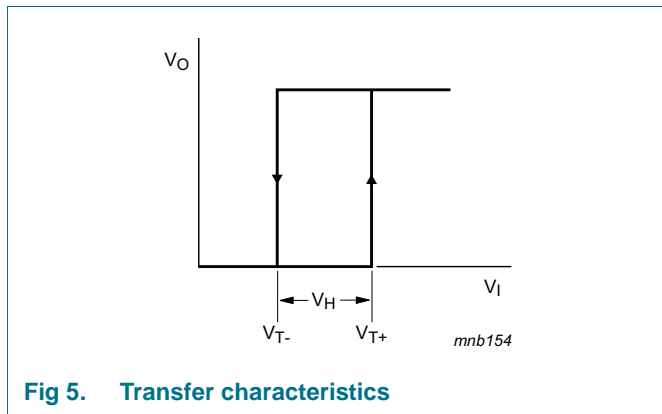 VO
VI
VH
VT-
VT+
mnb154
Fig 5. Transfer characteristics